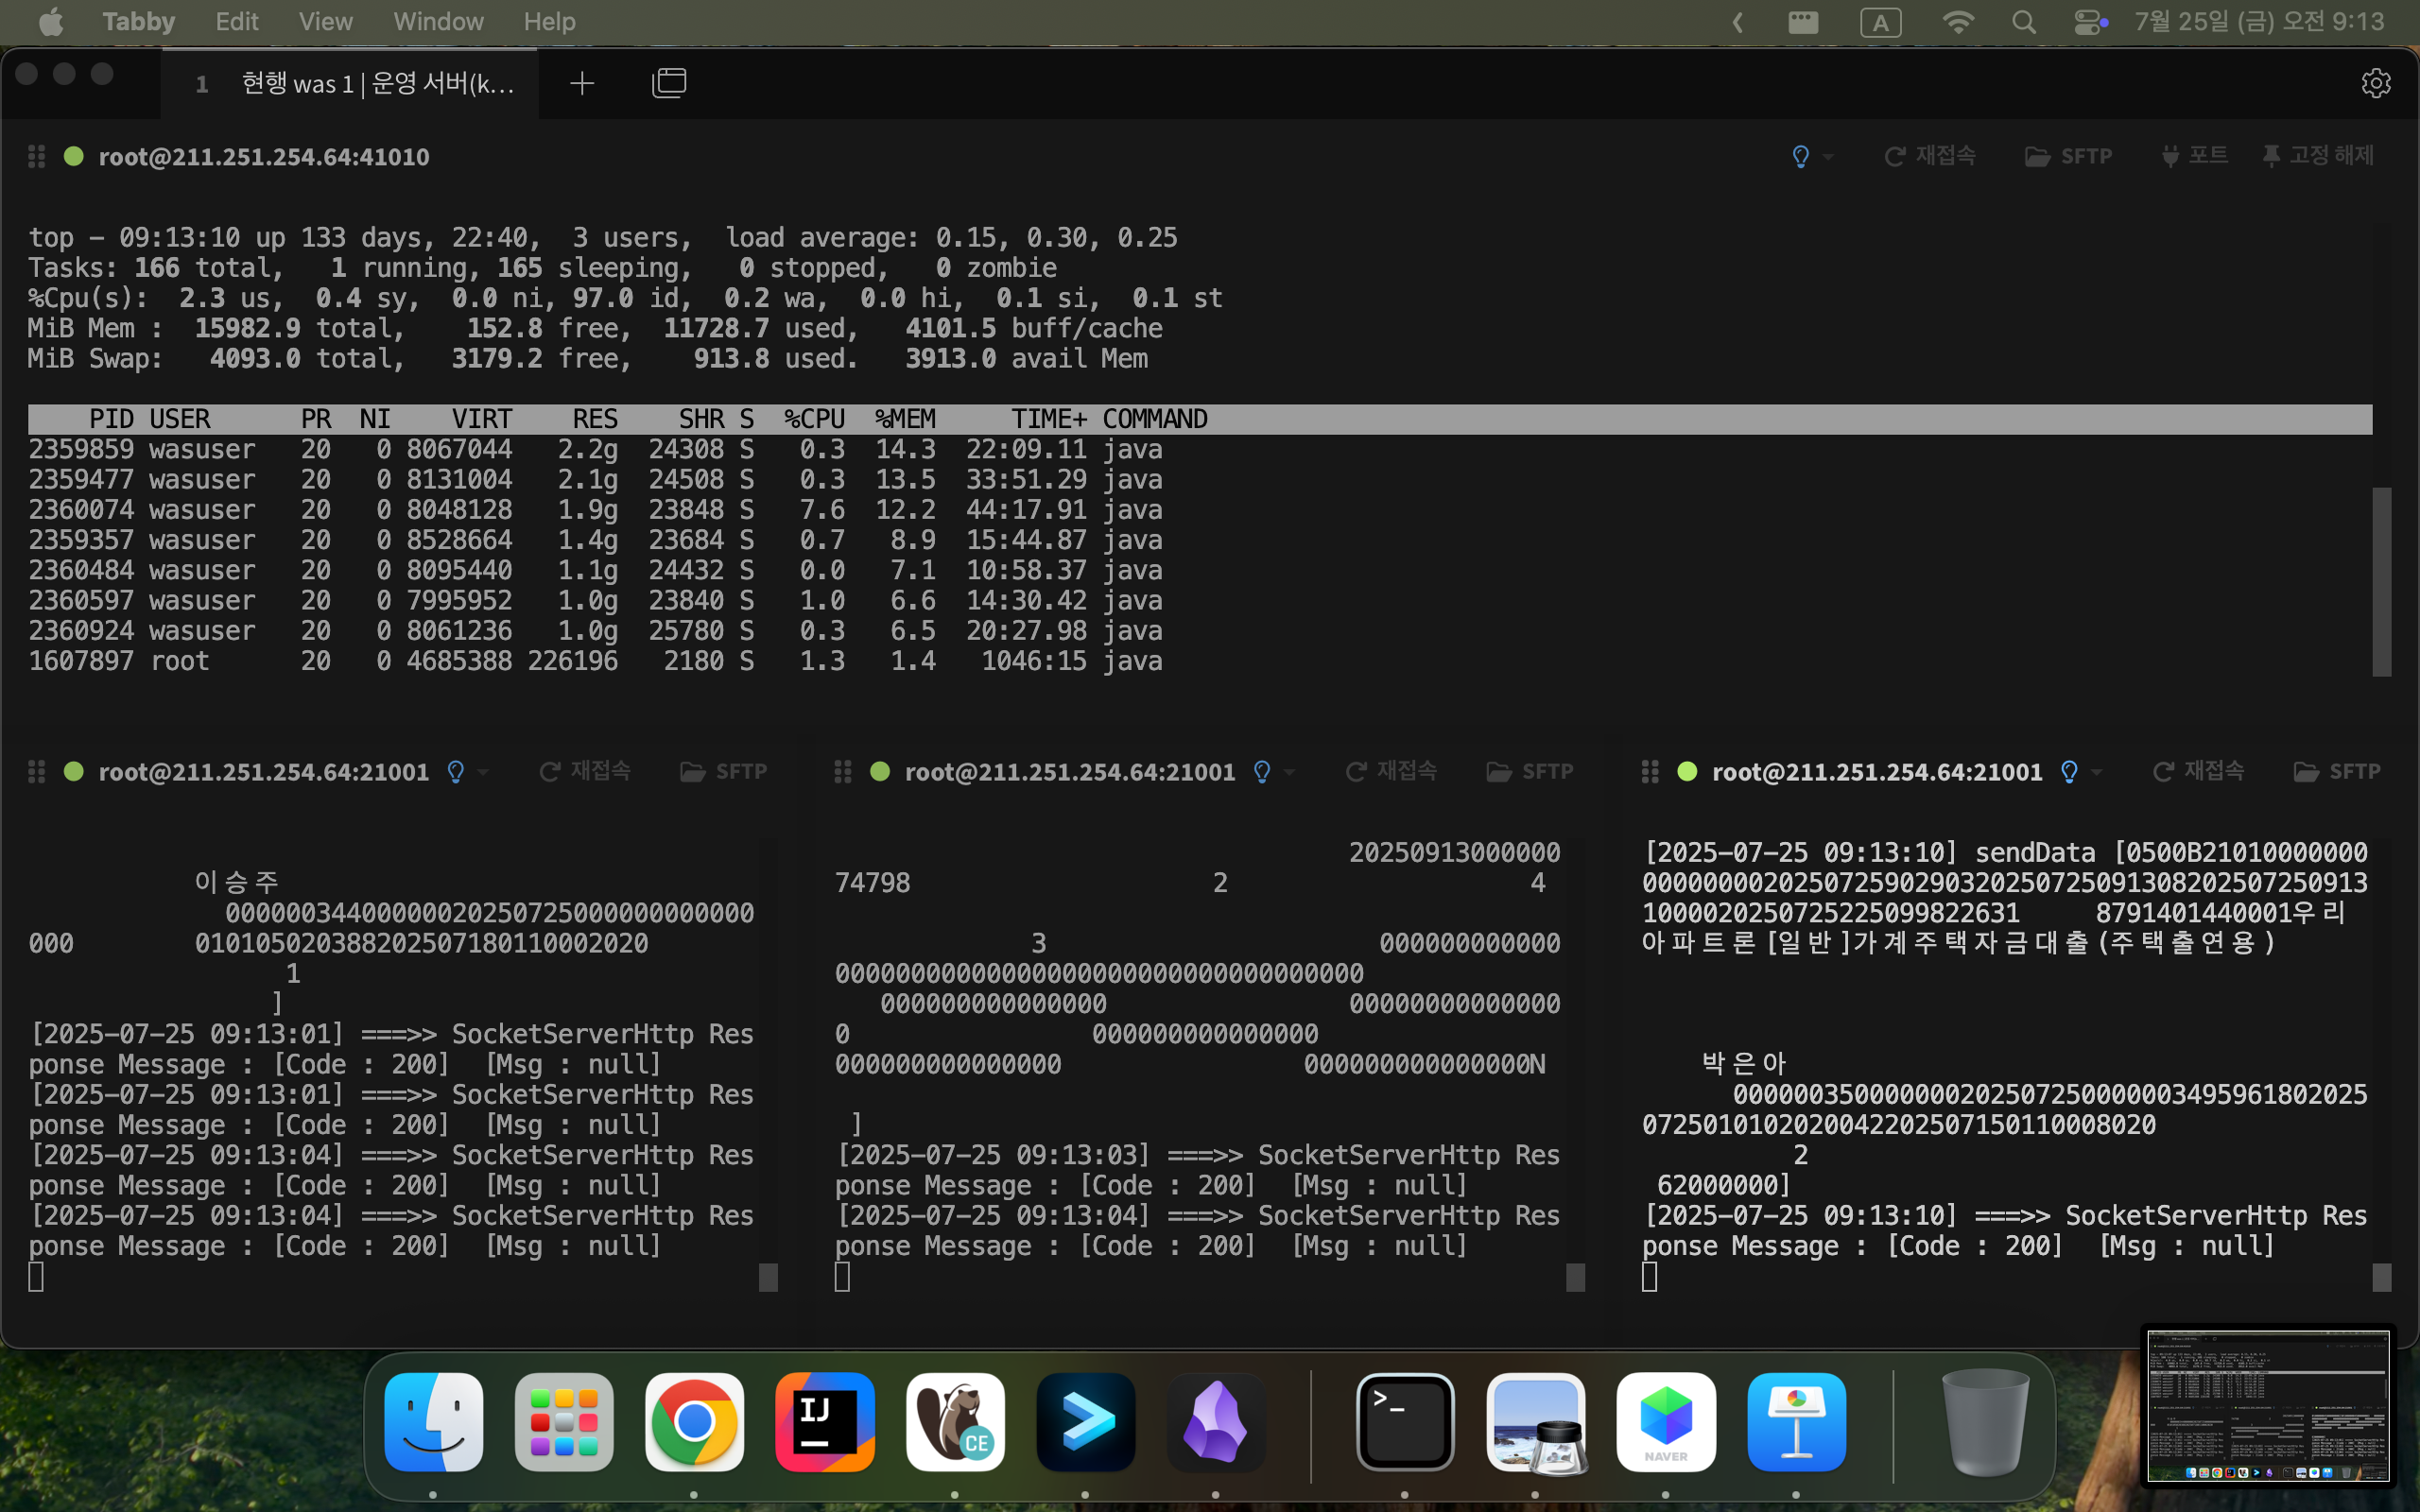 Tabby Edit View Window Help
A 7월 25일 (금) 오전 9:13
1 현행 was 1 | 운영 서버(k...
root@211.251.254.64:41010 재접속 SFTP 포트 고정 해제
top - 09:13:10 up 133 days, 22:40, 3 users, load average: 0.15, 0.30, 0.25
Tasks: 166 total, 1 running, 165 sleeping, 0 stopped, 0 zombie
%Cpu(s): 2.3 us, 0.4 sy, 0.0 ni, 97.0 id, 0.2 wa, 0.0 hi, 0.1 si, 0.1 st
MiB Mem : 15982.9 total, 152.8 free, 11728.7 used, 4101.5 buff/cache
MiB Swap: 4093.0 total, 3179.2 free, 913.8 used. 3913.0 avail Mem
PID USER PR NI VIRT RES SHR S %CPU %MEM TIME+ COMMAND
2359859 wasuser 20 0 8067044 2.2g 24308 S 0.3 14.3 22:09.11 java
2359477 wasuser 20 0 8131004 2.1g 24508 S 0.3 13.5 33:51.29 java
2360074 wasuser 20 0 8048128 1.9g 23848 S 7.6 12.2 44:17.91 java
2359357 wasuser 20 0 8528664 1.4g 23684 S 0.7 8.9 15:44.87 java
2360484 wasuser 20 0 8095440 1.1g 24432 S 0.0 7.1 10:58.37 java
2360597 wasuser 20 0 7995952 1.0g 23840 S 1.0 6.6 14:30.42 java
2360924 wasuser 20 0 8061236 1.0g 25780 S 0.3 6.5 20:27.98 java
1607897 root 20 0 4685388 226196 2180 S 1.3 1.4 1046:15 java
root@211.251.254.64:21001 재접속 SFTP
이승주
00000034400000020250725000000000000
000 010105020388202507180110002020
1
]
[2025-07-25 09:13:01] ===>> SocketServerHttp Res
ponse Message : [Code : 200] [Msg : null]
[2025-07-25 09:13:01] ===>> SocketServerHttp Res
ponse Message : [Code : 200] [Msg : null]
[2025-07-25 09:13:04] ===>> SocketServerHttp Res
ponse Message : [Code : 200] [Msg : null]
[2025-07-25 09:13:04] ===>> SocketServerHttp Res
ponse Message : [Code : 200] [Msg : null]
root@211.251.254.64:21001 재접속 SFTP
20250913000000
74798 2 4
3 000000000000
00000000000000000000000000000000000
000000000000000 00000000000000
0 000000000000000
000000000000000 000000000000000N
]
[2025-07-25 09:13:03] ===>> SocketServerHttp Res
ponse Message : [Code : 200] [Msg : null]
[2025-07-25 09:13:04] ===>> SocketServerHttp Res
ponse Message : [Code : 200] [Msg : null]
root@211.251.254.64:21001 재접속 SFTP
[2025-07-25 09:13:10] sendData [0500B21010000000
000000002025072590290320250725091308202507250913
1000020250725225099822631 8791401440001우리
아파트론[일반]가계주택자금대출(주택출연용)
박은아
000000350000000202507250000003495961802025
0725010102020042202507150110008020
2
62000000]
[2025-07-25 09:13:10] ===>> SocketServerHttp Res
ponse Message : [Code : 200] [Msg : null]
IJ
CE
>_
NAVER